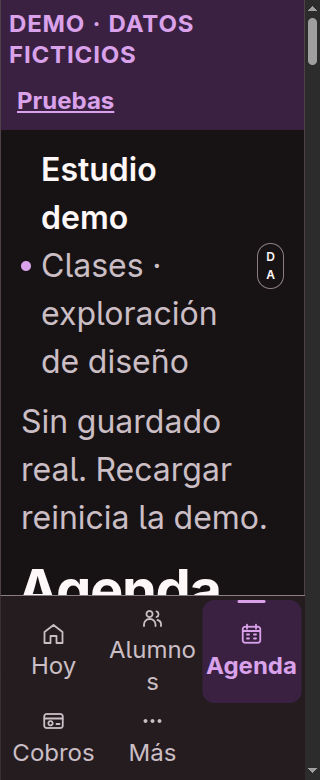 DEMO · DATOS
FICTICIOS
Pruebas
Estudio
demo
Clases ·
exploración
de diseño
D
A
Sin guardado
real. Recargar
reinicia la demo.
Agenda
Hoy
Alumno
s
Agenda
Cobros
Más